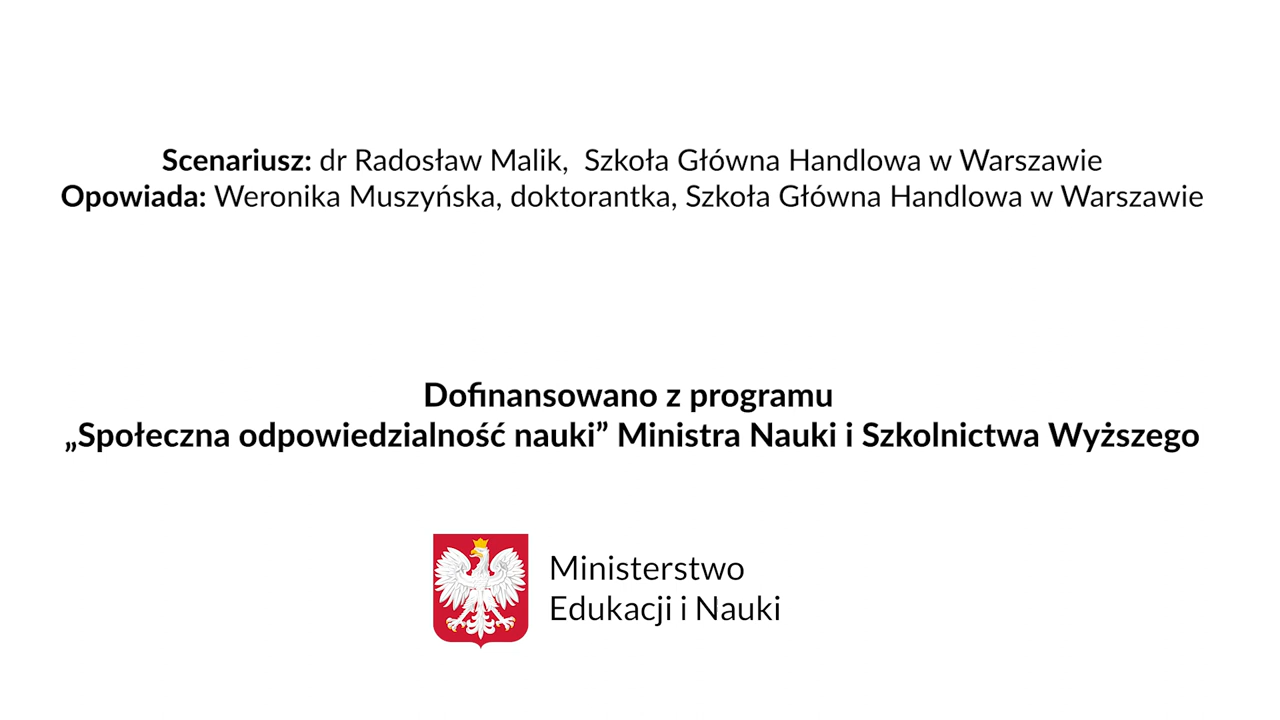 Scenariusz: dr Radosław Malik, Szkoła Główna Handlowa w Warszawie
Opowiada: Weronika Muszyńska, doktorantka, Szkoła Główna Handlowa w Warszawie
Dofinansowano z programu
„Społeczna odpowiedzialność nauki” Ministra Nauki i Szkolnictwa Wyższego
Ministerstwo
Edukacji i Nauki